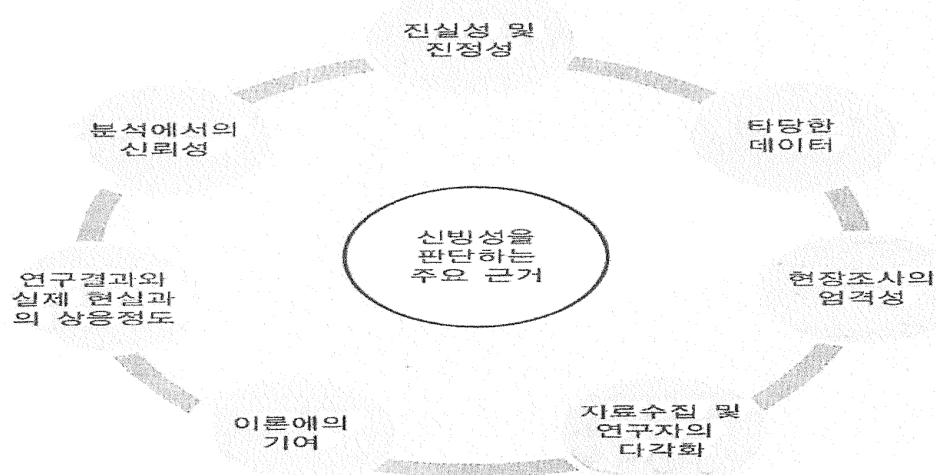 진실성 및
진정성
타당한
데이터
현장조사의
엄격성
자료수집 및
연구자의
다각화
이론에의
기여
연구결과와
실제 현실과
의 상응정도
분석에서의
신뢰성
신빙성을
판단하는
주요 근거